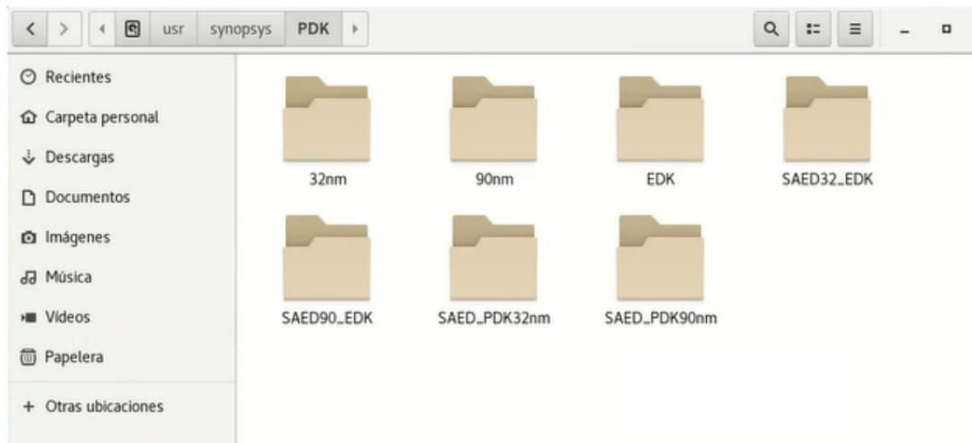 usr synopsys PDK
Recientes
Carpeta personal
Descargas
Documentos
Imágenes
Música
Vídeos
Papelera
+ Otras ubicaciones
32nm 90nm EDK SAED32_EDK
SAED90_EDK SAED_PDK32nm SAED_PDK90nm